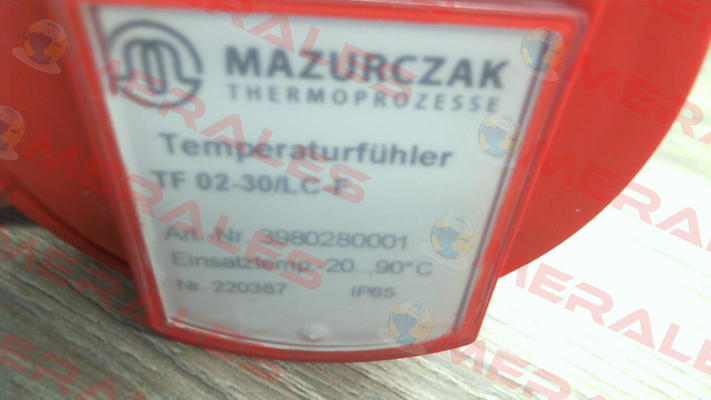 MAZURCZAK
THERMOPROZESSE
Temperaturfühler
TF 02-30/LC-F
Art.-Nr. 3980280001
Einsatztemp.-20...90°C
Nr. 220387 IP65